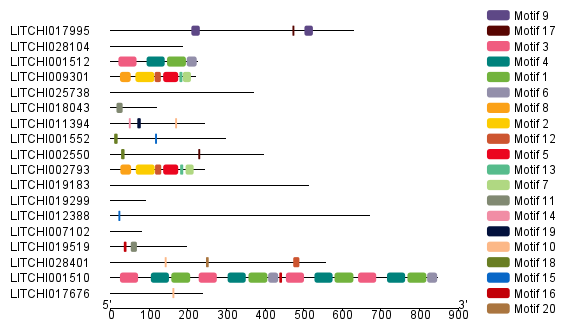 LITCHI017995
LITCHI028104
LITCHI001512
LITCHI009301
LITCHI025738
LITCHI018043
LITCHI011394
LITCHI001552
LITCHI002550
LITCHI002793
LITCHI019183
LITCHI019299
LITCHI012388
LITCHI007102
LITCHI019519
LITCHI028401
LITCHI001510
LITCHI017676
5' 3'
0 100 200 300 400 500 600 700 800 900
Motif 9
Motif 17
Motif 3
Motif 4
Motif 1
Motif 6
Motif 8
Motif 2
Motif 12
Motif 5
Motif 13
Motif 7
Motif 11
Motif 14
Motif 19
Motif 10
Motif 18
Motif 15
Motif 16
Motif 20